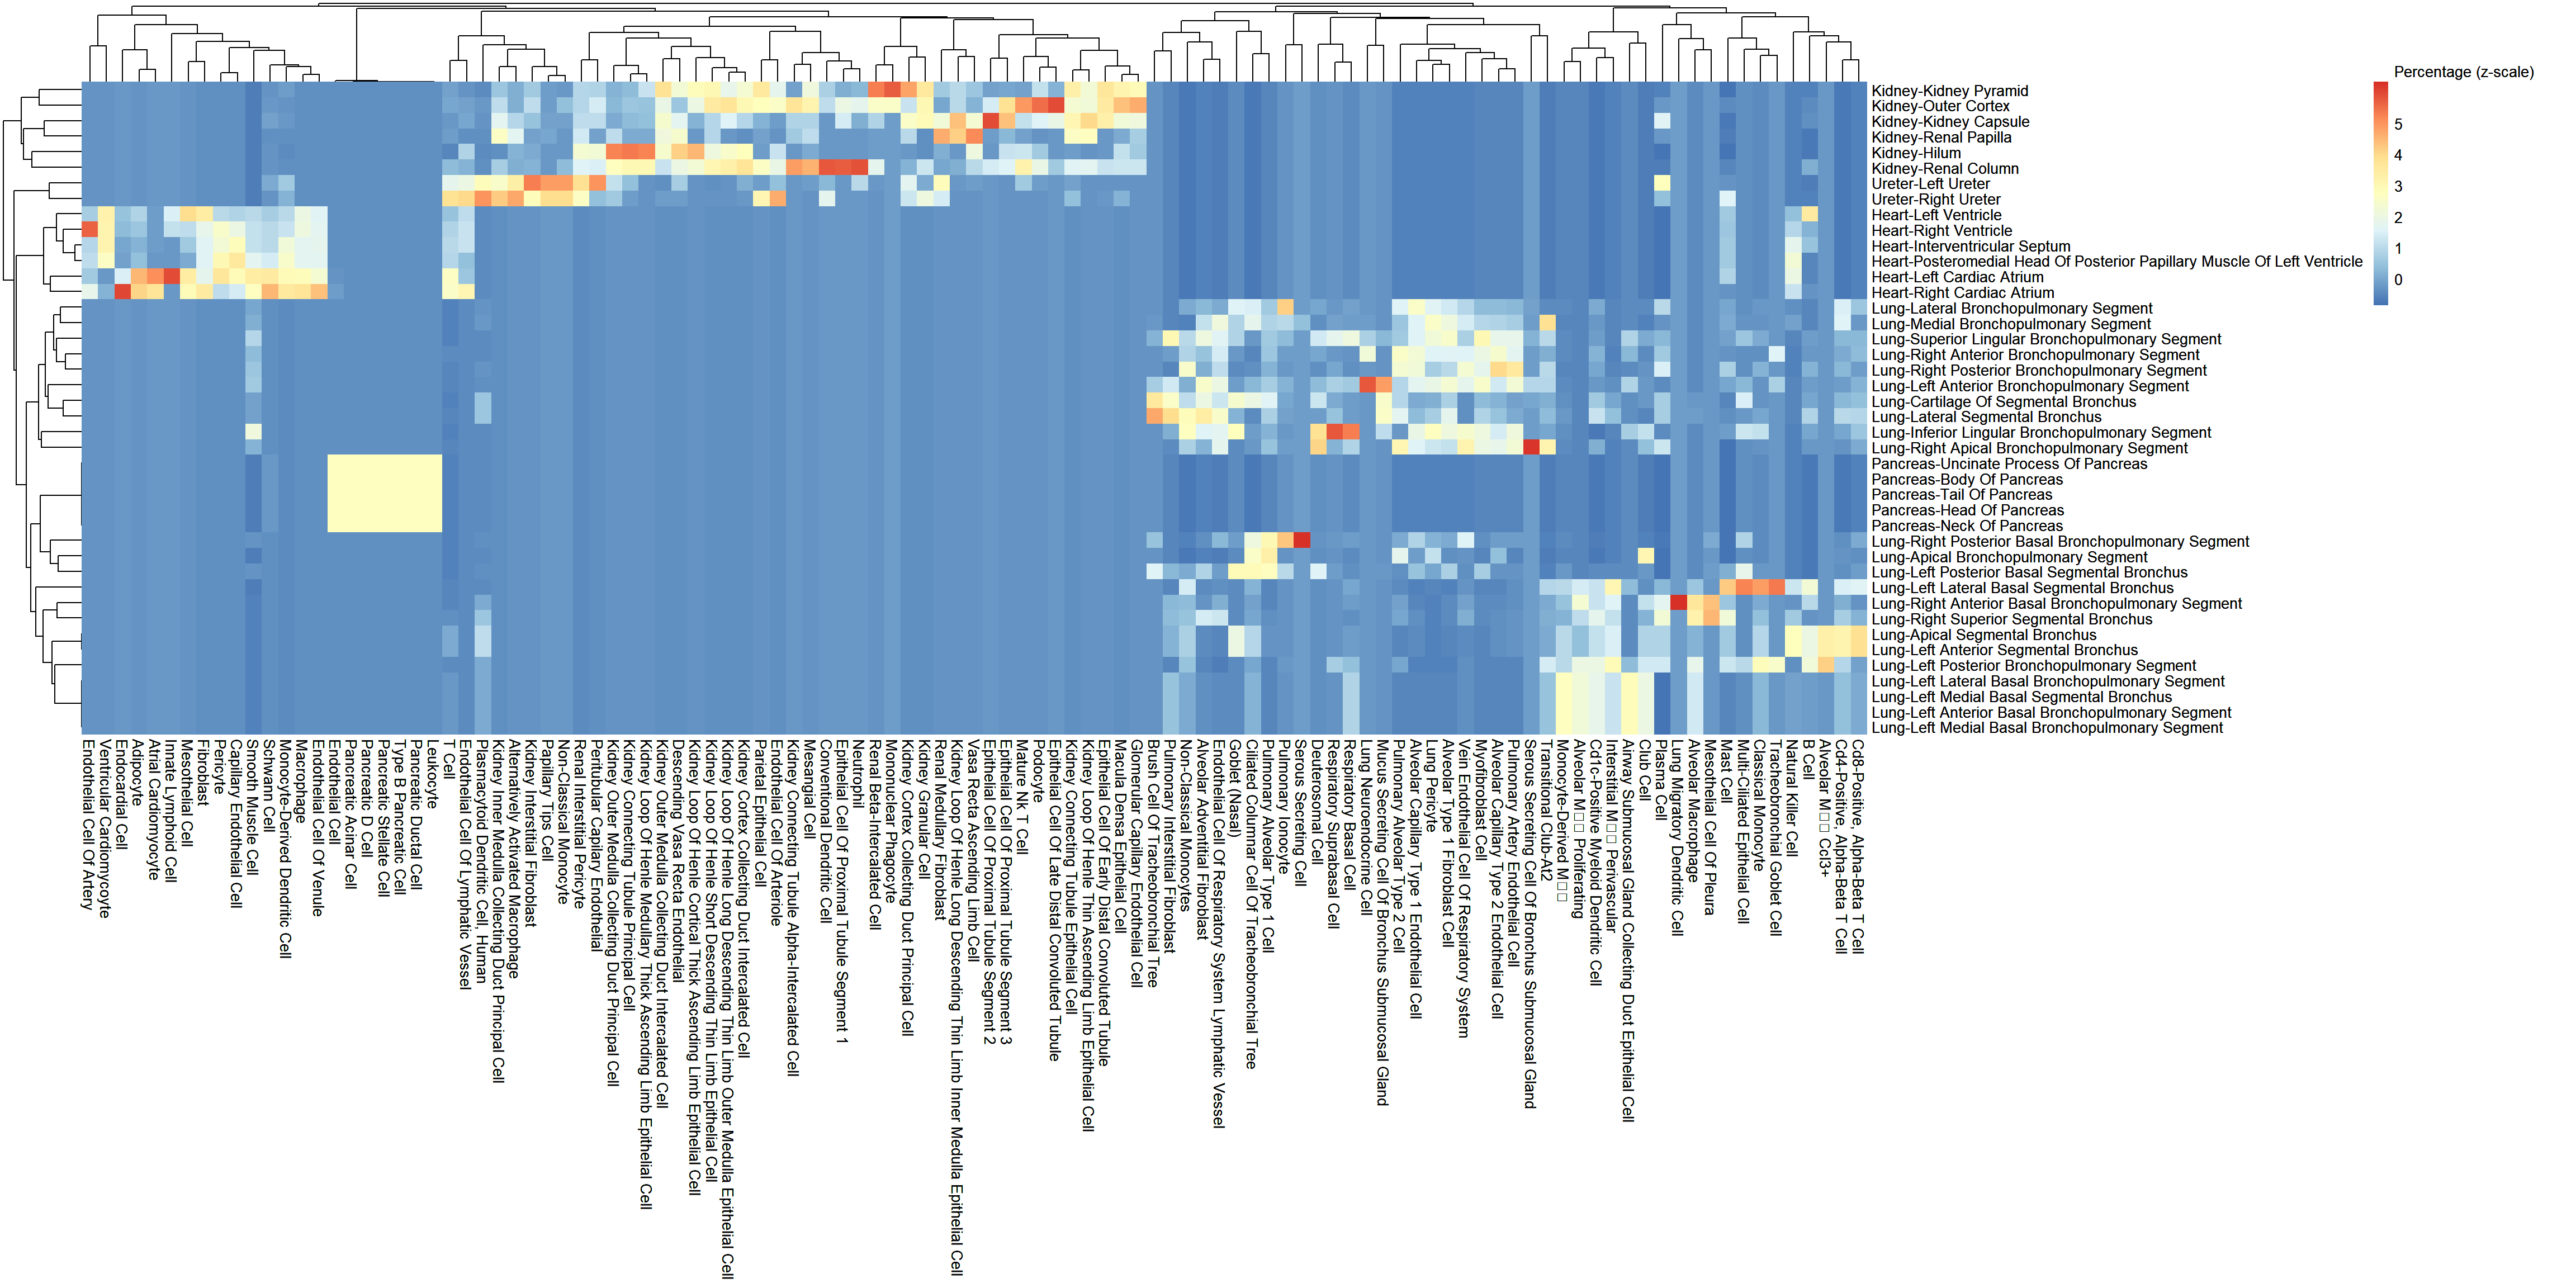 Percentage (z-scale)
5
4
3
2
1
0
Kidney-Kidney Pyramid
Kidney-Outer Cortex
Kidney-Kidney Capsule
Kidney-Renal Papilla
Kidney-Hilum
Kidney-Renal Column
Ureter-Left Ureter
Ureter-Right Ureter
Heart-Left Ventricle
Heart-Right Ventricle
Heart-Interventricular Septum
Heart-Posteromedial Head Of Posterior Papillary Muscle Of Left Ventricle
Heart-Left Cardiac Atrium
Heart-Right Cardiac Atrium
Lung-Lateral Bronchopulmonary Segment
Lung-Medial Bronchopulmonary Segment
Lung-Superior Lingular Bronchopulmonary Segment
Lung-Right Anterior Bronchopulmonary Segment
Lung-Right Posterior Bronchopulmonary Segment
Lung-Left Anterior Bronchopulmonary Segment
Lung-Cartilage Of Segmental Bronchus
Lung-Lateral Segmental Bronchus
Lung-Inferior Lingular Bronchopulmonary Segment
Lung-Right Apical Bronchopulmonary Segment
Pancreas-Uncinate Process Of Pancreas
Pancreas-Body Of Pancreas
Pancreas-Tail Of Pancreas
Pancreas-Head Of Pancreas
Pancreas-Neck Of Pancreas
Lung-Right Posterior Basal Bronchopulmonary Segment
Lung-Apical Bronchopulmonary Segment
Lung-Left Posterior Basal Segmental Bronchus
Lung-Left Lateral Basal Segmental Bronchus
Lung-Right Anterior Basal Bronchopulmonary Segment
Lung-Right Superior Segmental Bronchus
Lung-Apical Segmental Bronchus
Lung-Left Anterior Segmental Bronchus
Lung-Left Posterior Bronchopulmonary Segment
Lung-Left Lateral Basal Bronchopulmonary Segment
Lung-Left Medial Basal Segmental Bronchus
Lung-Left Anterior Basal Bronchopulmonary Segment
Lung-Left Medial Basal Bronchopulmonary Segment
Endothelial Cell Of Artery
Ventricular Cardiomyocyte
Endocardial Cell
Adipocyte
Atrial Cardiomyocyte
Innate Lymphoid Cell
Mesothelial Cell
Fibroblast
Pericyte
Capillary Endothelial Cell
Smooth Muscle Cell
Schwann Cell
Monocyte-Derived Dendritic Cell
Macrophage
Endothelial Cell Of Venule
Endothelial Cell
Pancreatic Acinar Cell
Pancreatic D Cell
Pancreatic Stellate Cell
Type B Pancreatic Cell
Pancreatic Ductal Cell
Leukocyte
T Cell
Endothelial Cell Of Lymphatic Vessel
Plasmacytoid Dendritic Cell, Human
Kidney Inner Medulla Collecting Duct Principal Cell
Alternatively Activated Macrophage
Kidney Interstitial Fibroblast
Papillary Tips Cell
Non-Classical Monocyte
Renal Interstitial Pericyte
Peritubular Capilary Endothelial
Kidney Outer Medulla Collecting Duct Principal Cell
Kidney Connecting Tubule Principal Cell
Kidney Loop Of Henle Medullary Thick Ascending Limb Epithelial Cell
Kidney Outer Medulla Collecting Duct Intercalated Cell
Descending Vasa Recta Endothelial
Kidney Loop Of Henle Cortical Thick Ascending Limb Epithelial Cell
Kidney Loop Of Henle Short Descending Thin Limb Epithelial Cell
Kidney Loop Of Henle Long Descending Thin Limb Outer Medulla Epithelial Cell
Kidney Cortex Collecting Duct Intercalated Cell
Parietal Epithelial Cell
Endothelial Cell Of Arteriole
Kidney Connecting Tubule Alpha-Intercalated Cell
Mesangial Cell
Conventional Dendritic Cell
Epithelial Cell Of Proximal Tubule Segment 1
Neutrophil
Renal Beta-Intercalated Cell
Mononuclear Phagocyte
Kidney Cortex Collecting Duct Principal Cell
Kidney Granular Cell
Renal Medullary Fibroblast
Kidney Loop Of Henle Long Descending Thin Limb Inner Medulla Epithelial Cell
Vasa Recta Ascending Limb Cell
Epithelial Cell Of Proximal Tubule Segment 2
Epithelial Cell Of Proximal Tubule Segment 3
Mature Nk T Cell
Podocyte
Epithelial Cell Of Late Distal Convoluted Tubule
Kidney Connecting Tubule Epithelial Cell
Kidney Loop Of Henle Thin Ascending Limb Epithelial Cell
Epithelial Cell Of Early Distal Convoluted Tubule
Macula Densa Epithelial Cell
Glomerular Capillary Endothelial Cell
Brush Cell Of Tracheobronchial Tree
Pulmonary Interstitial Fibroblast
Non-Classical Monocytes
Alveolar Adventitial Fibroblast
Endothelial Cell Of Respiratory System Lymphatic Vessel
Goblet (Nasal)
Ciliated Columnar Cell Of Tracheobronchial Tree
Pulmonary Alveolar Type 1 Cell
Pulmonary Ionocyte
Serous Secreting Cell
Deuterosomal Cell
Respiratory Suprabasal Cell
Respiratory Basal Cell
Lung Neuroendocrine Cell
Mucus Secreting Cell Of Bronchus Submucosal Gland
Pulmonary Alveolar Type 2 Cell
Alveolar Capillary Type 1 Endothelial Cell
Lung Pericyte
Alveolar Type 1 Fibroblast Cell
Vein Endothelial Cell Of Respiratory System
Myofibroblast Cell
Alveolar Capillary Type 2 Endothelial Cell
Pulmonary Artery Endothelial Cell
Serous Secreting Cell Of Bronchus Submucosal Gland
Transitional Club-At2
Monocyte-Derived M□□
Alveolar M□□ Proliferating
Cd1c-Positive Myeloid Dendritic Cell
Interstitial M□□ Perivascular
Airway Submucosal Gland Collecting Duct Epithelial Cell
Club Cell
Plasma Cell
Lung Migratory Dendritic Cell
Alveolar Macrophage
Mesothelial Cell Of Pleura
Mast Cell
Multi-Ciliated Epithelial Cell
Classical Monocyte
Tracheobronchial Goblet Cell
Natural Killer Cell
B Cell
Alveolar M□□ Ccl3+
Cd4-Positive, Alpha-Beta T Cell
Cd8-Positive, Alpha-Beta T Cell